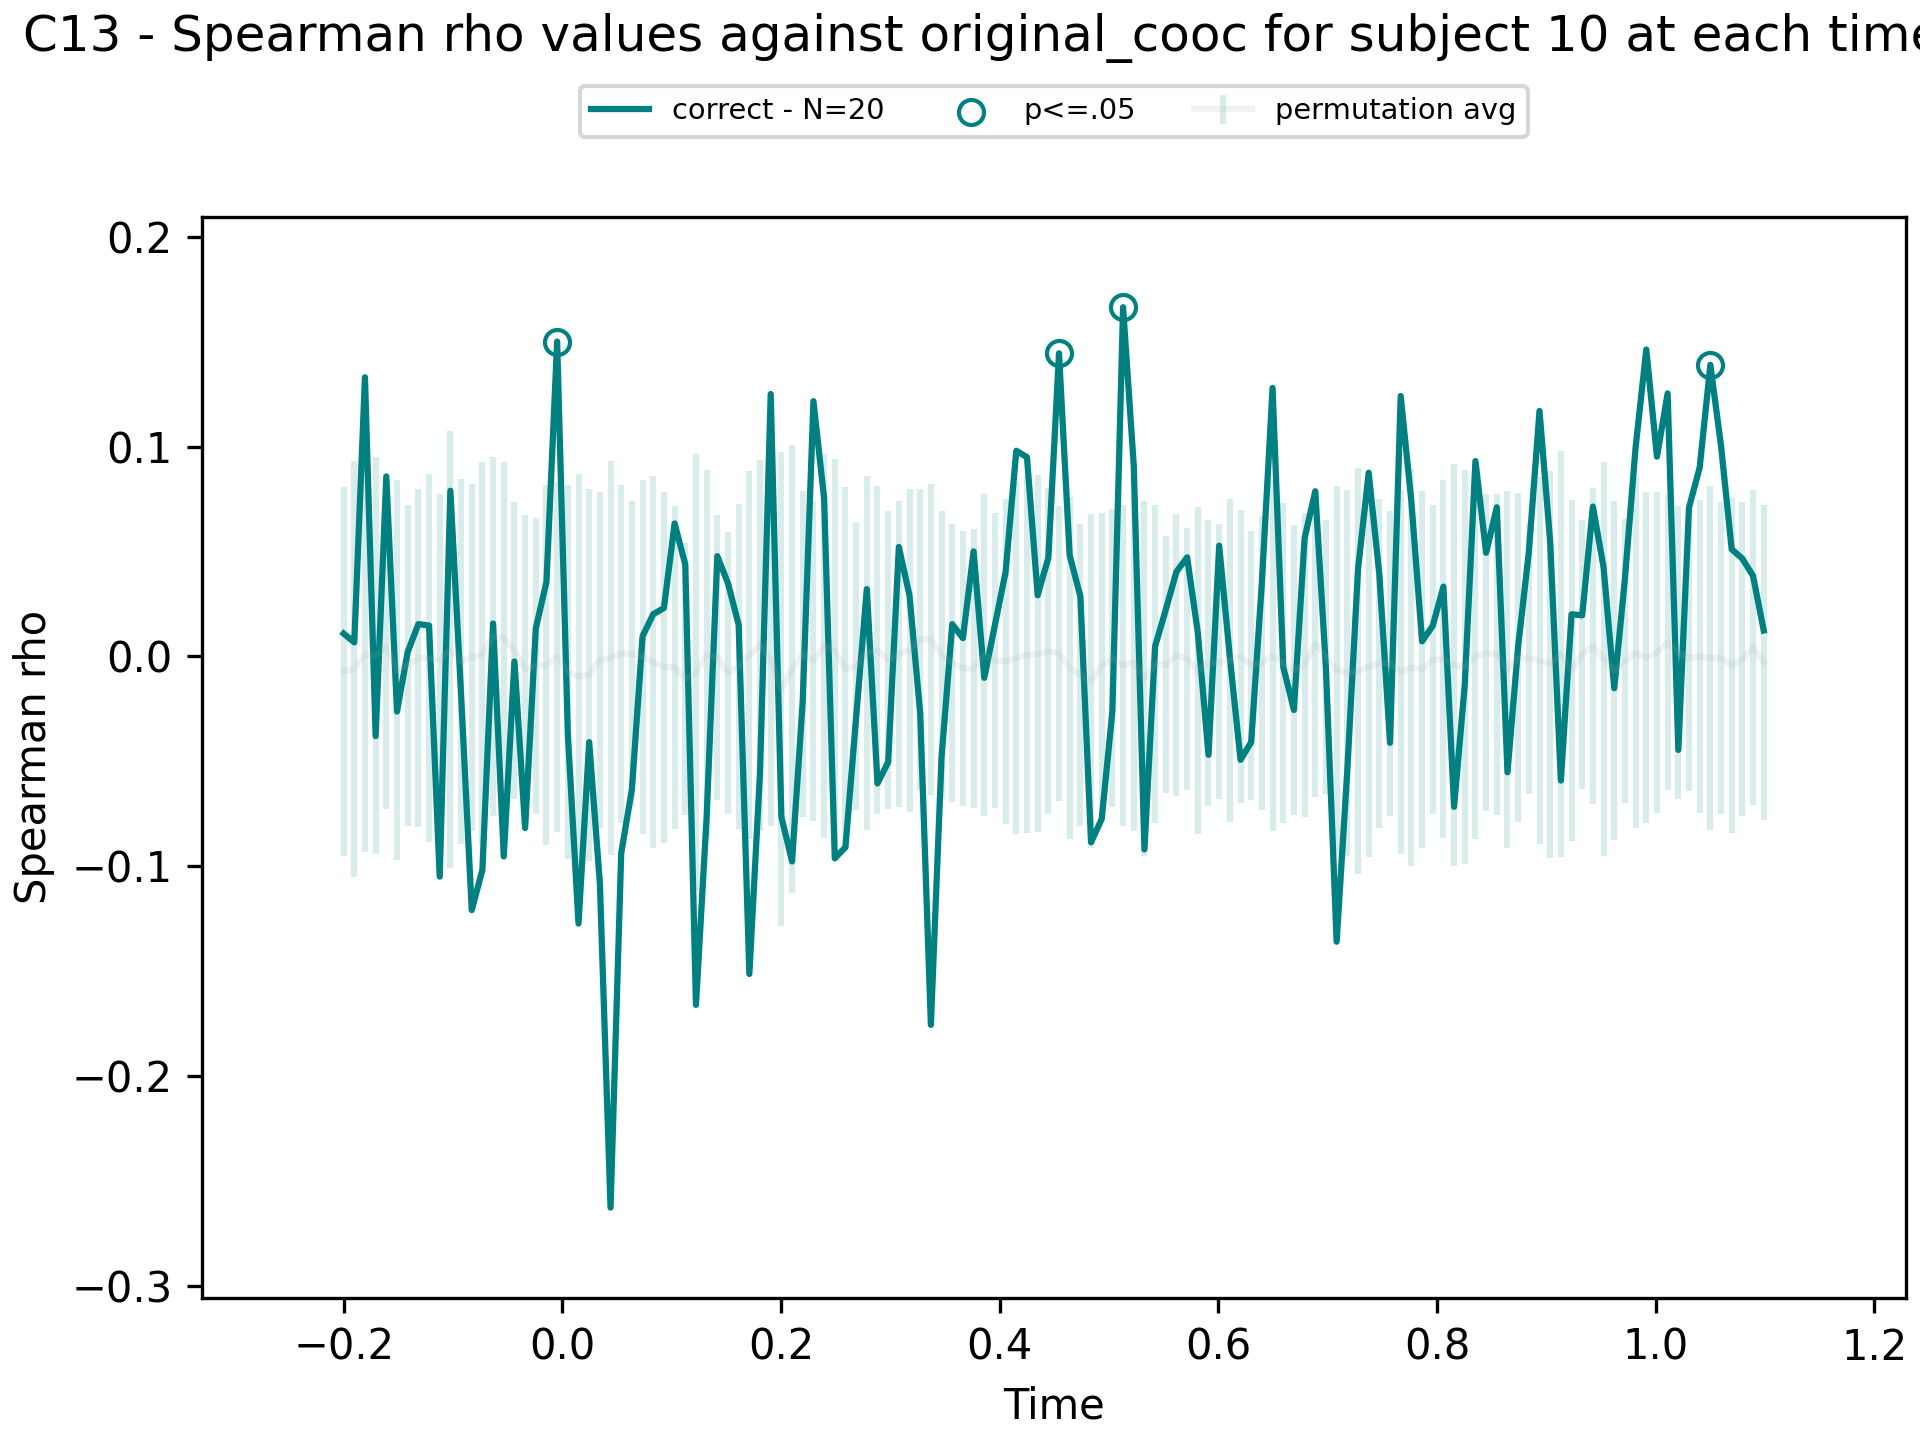 C13 - Spearman rho values against original_cooc for subject 10 at each time
correct - N=20 p<=.05 permutation avg
0.2
0.1
0.0
−0.1
−0.2
−0.3
Spearman rho
−0.2 0.0 0.2 0.4 0.6 0.8 1.0 1.2
Time